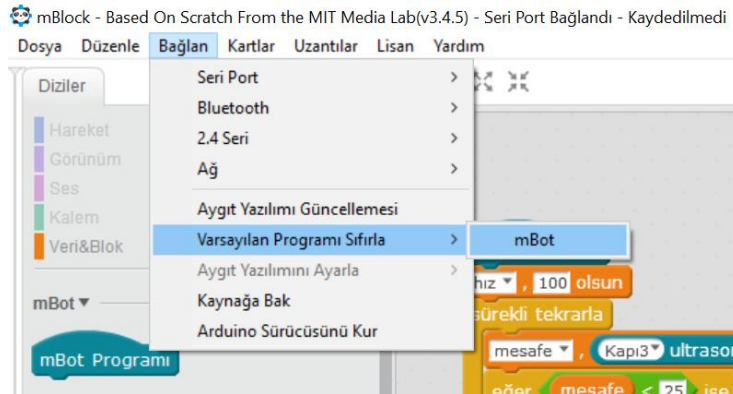 mBlock - Based On Scratch From the MIT Media Lab(v3.4.5) - Seri Port Bağlandı - Kaydedilmedi
Dosya Düzenle Bağlan Kartlar Uzantılar Lisan Yardım
Diziler
Hareket
Görünüm
Ses
Kalem
Veri&Blok
mBot
mBot Programı
Seri Port
Bluetooth
2.4 Seri
Ağ
Aygıt Yazılımı Güncellemesi
Varsayılan Programı Sıfırla
Aygıt Yazılımını Ayarla
Kaynağa Bak
Arduino Sürücüsünü Kur
mBot
hız , 100 olsun
sürekli tekrarla
mesafe , Kapı3 ultrason
eğer mesafe < 25 ise